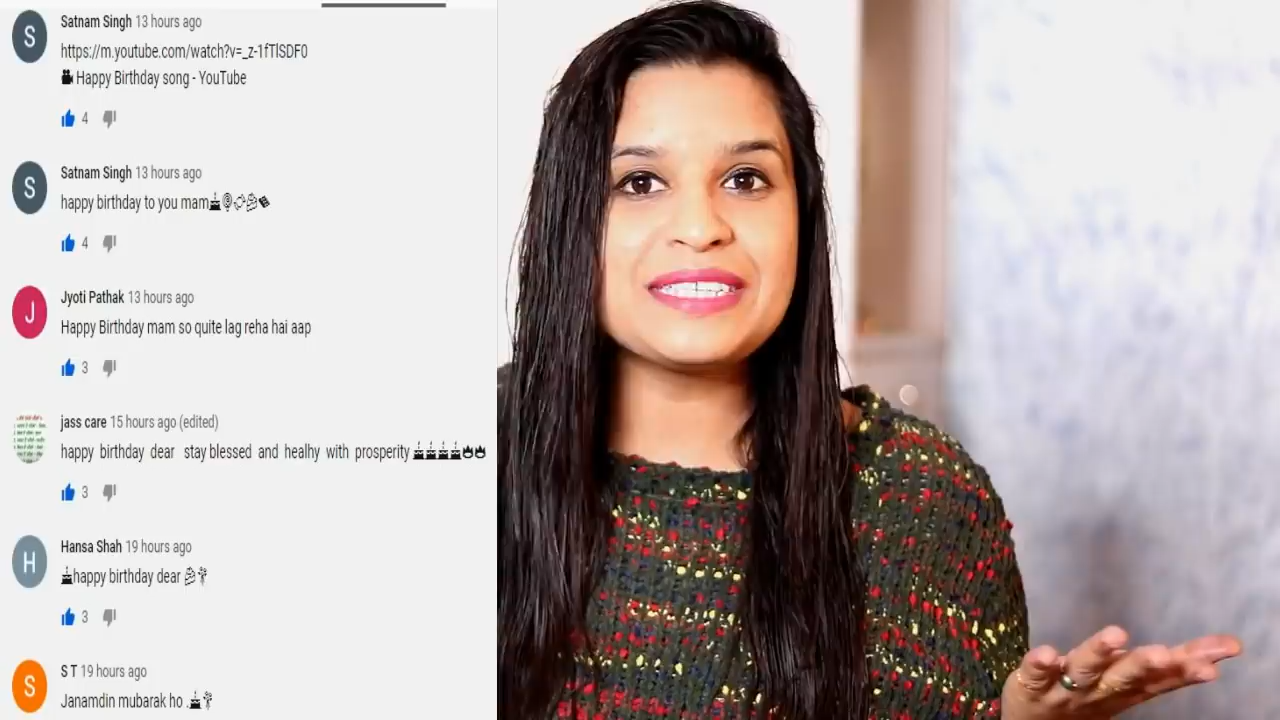 S
Satnam Singh 13 hours ago
https://m.youtube.com/watch?v=_z-1fTlSDF0
Happy Birthday song - YouTube
4
S
Satnam Singh 13 hours ago
happy birthday to you mam
4
J
Jyoti Pathak 13 hours ago
Happy Birthday mam so quite lag reha hai aap
3
jass care 15 hours ago (edited)
happy birthday dear stay blessed and healhy with prosperity
3
H
Hansa Shah 19 hours ago
happy birthday dear
3
S
S T 19 hours ago
Janamdin mubarak ho .